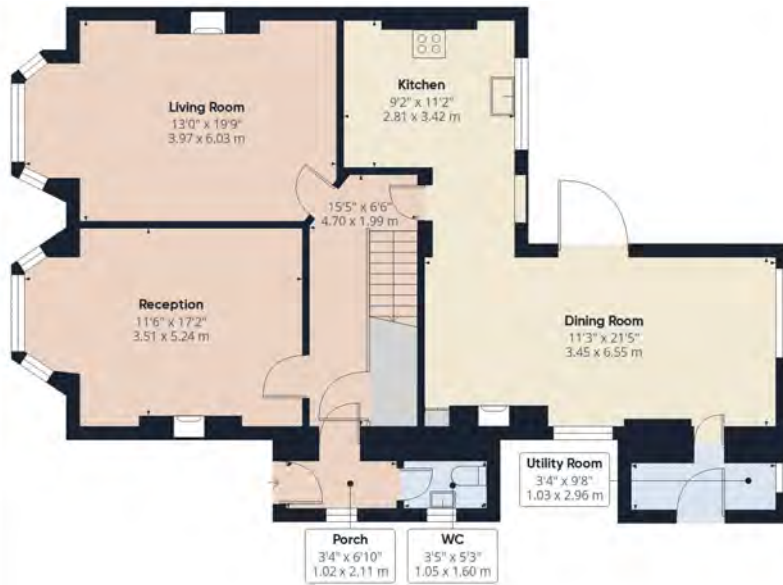 Living Room
13'0" x 19'9"
3.97 x 6.03 m
Kitchen
9'2" x 11'2"
2.81 x 3.42 m
15'5" x 6'6"
4.70 x 1.99 m
Reception
11'6" x 17'2"
3.51 x 5.24 m
Dining Room
11'3" x 21'5"
3.45 x 6.55 m
Utility Room
3'4" x 9'8"
1.03 x 2.96 m
Porch
3'4" x 6'10"
1.02 x 2.11 m
WC
3'5" x 5'3"
1.05 x 1.60 m